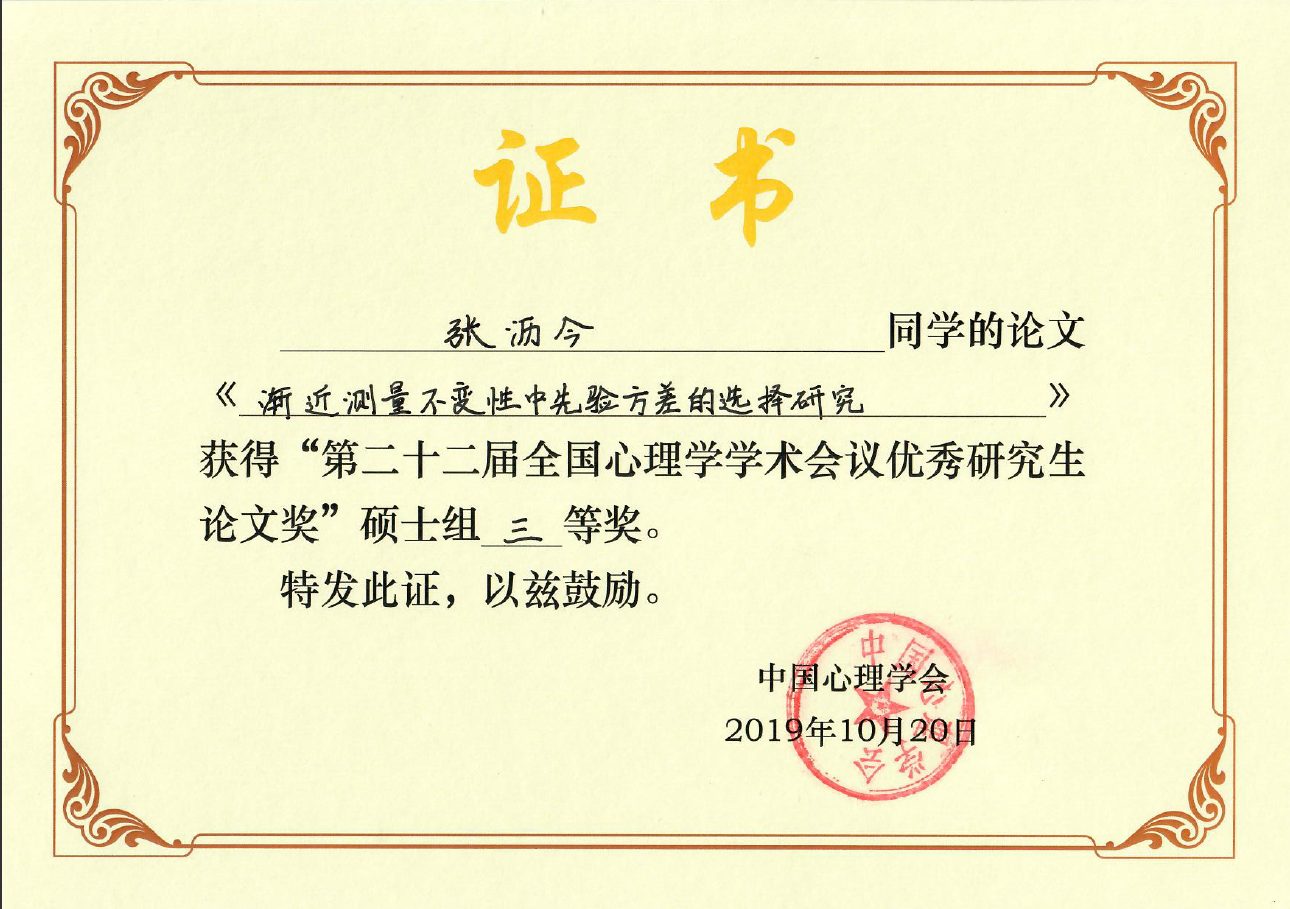 证 书
张沥今同学的论文
《渐近测量不变性中先验方差的选择研究》
获得“第二十二届全国心理学学术会议优秀研究生
论文奖”硕士组三等奖。
特发此证，以兹鼓励。
中国心理学会
2019年10月20日
中国心理学会